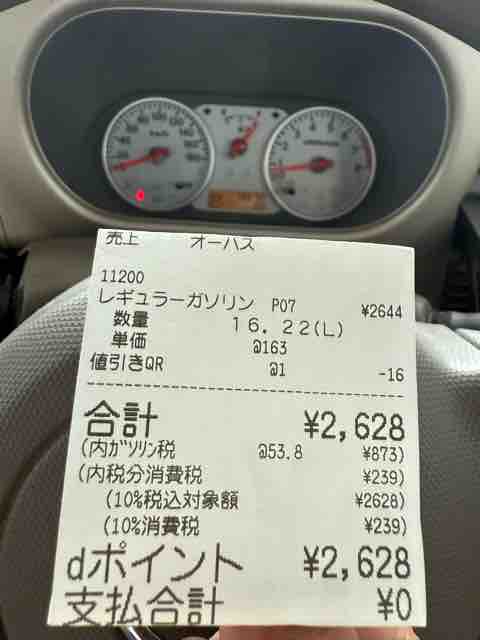 売上 オーパス
11200
レギュラーガソリン P07 ¥2644
数量 16.22(L)
単価 @163
値引きQR @1 -16
合計 ¥2,628
(内ガソリン税 @53.8 ¥873)
(内税分消費税 ¥239)
(10%税込対象額 ¥2628)
(10%消費税 ¥239)
dポイント ¥2,628
支払合計 ¥0